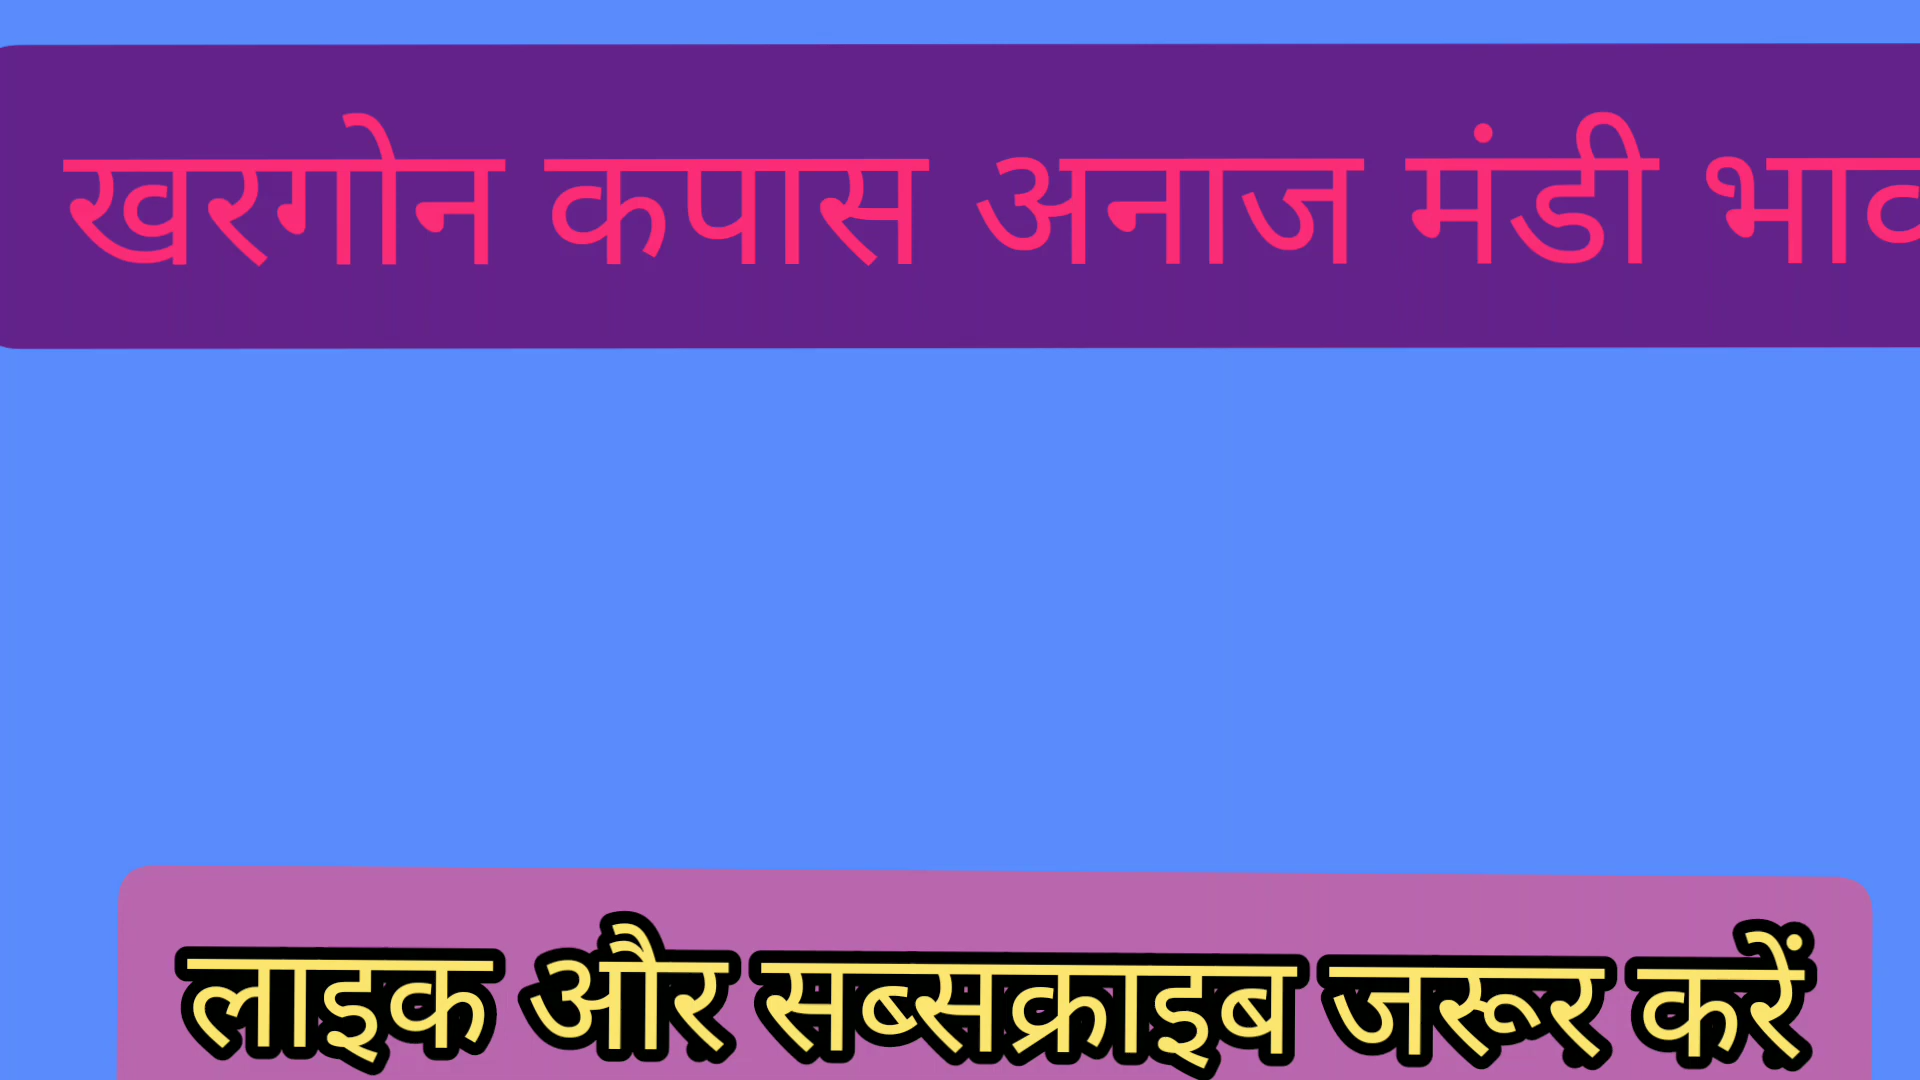 खरगोन कपास अनाज मंडी भाव
लाइक और सब्सक्राइब जरूर करें